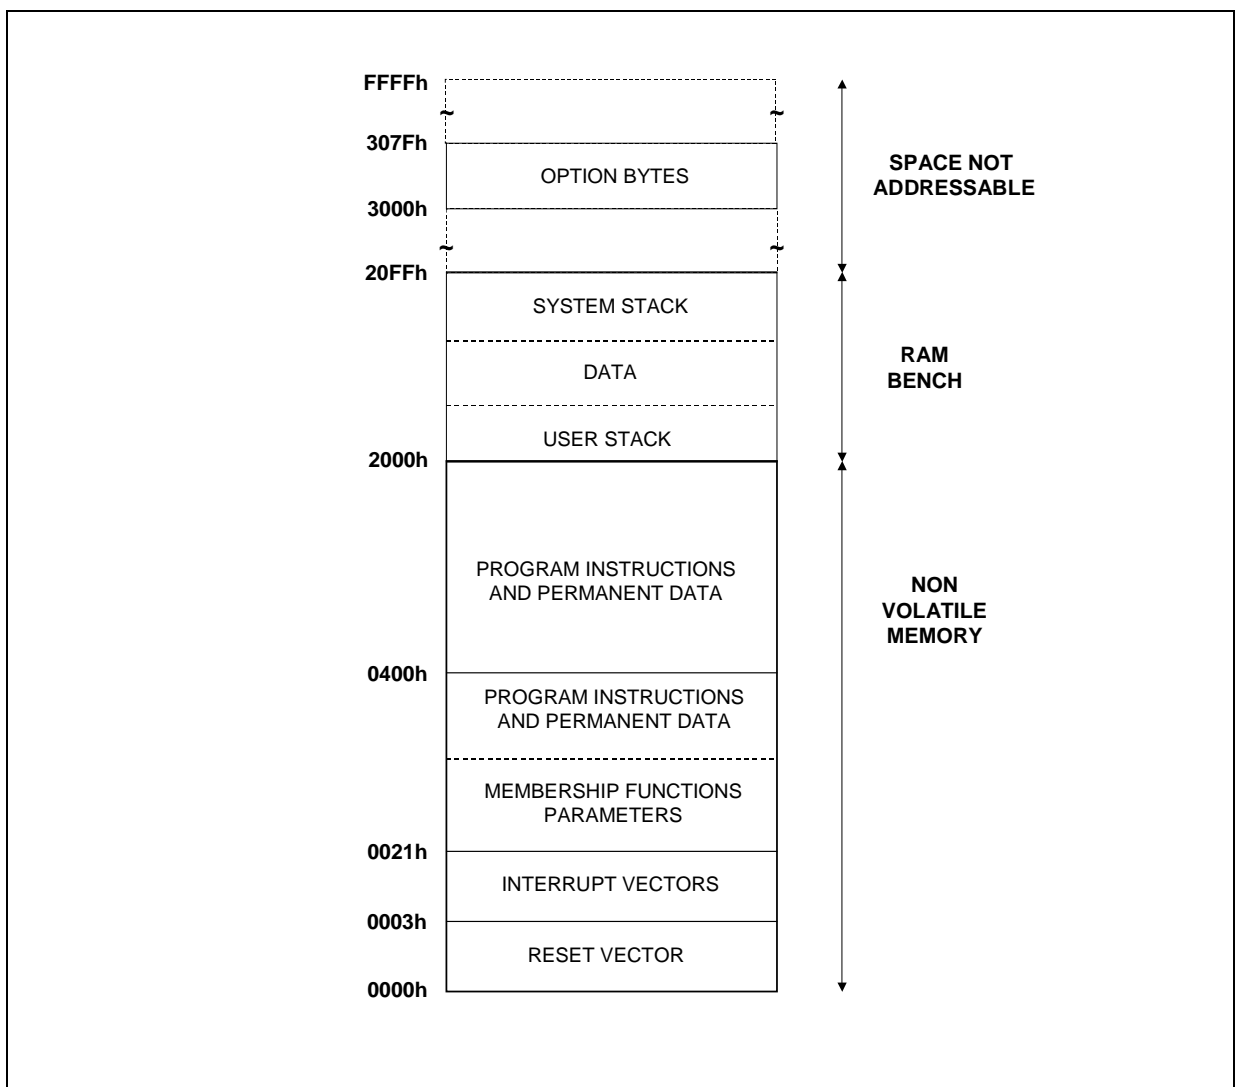 FFFFh
307Fh
OPTION BYTES
SPACE NOT
ADDRESSABLE
3000h
20FFh
SYSTEM STACK
DATA
RAM
BENCH
USER STACK
2000h
PROGRAM INSTRUCTIONS
AND PERMANENT DATA
NON
VOLATILE
MEMORY
0400h
PROGRAM INSTRUCTIONS
AND PERMANENT DATA
MEMBERSHIP FUNCTIONS
PARAMETERS
0021h
INTERRUPT VECTORS
0003h
RESET VECTOR
0000h